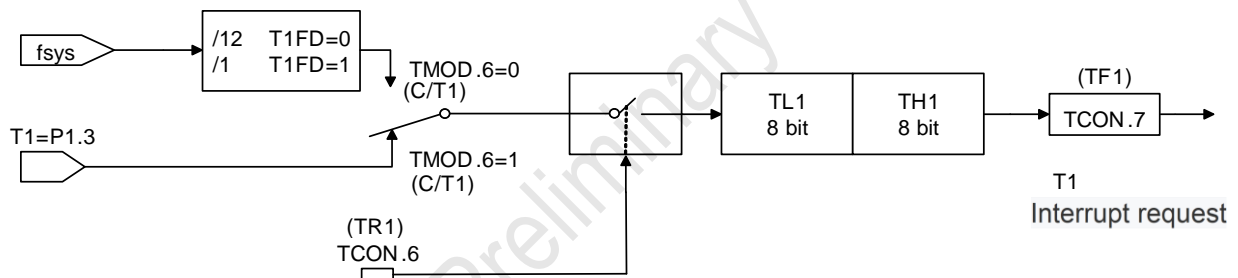 fsys
/12 T1FD=0
/1 T1FD=1
TMOD.6=0
(C/T1)
T1=P1.3
TMOD.6=1
(C/T1)
(TR1)
TCON.6
TL1
8 bit
TH1
8 bit
(TF1)
TCON.7
T1
Interrupt request
Preliminary